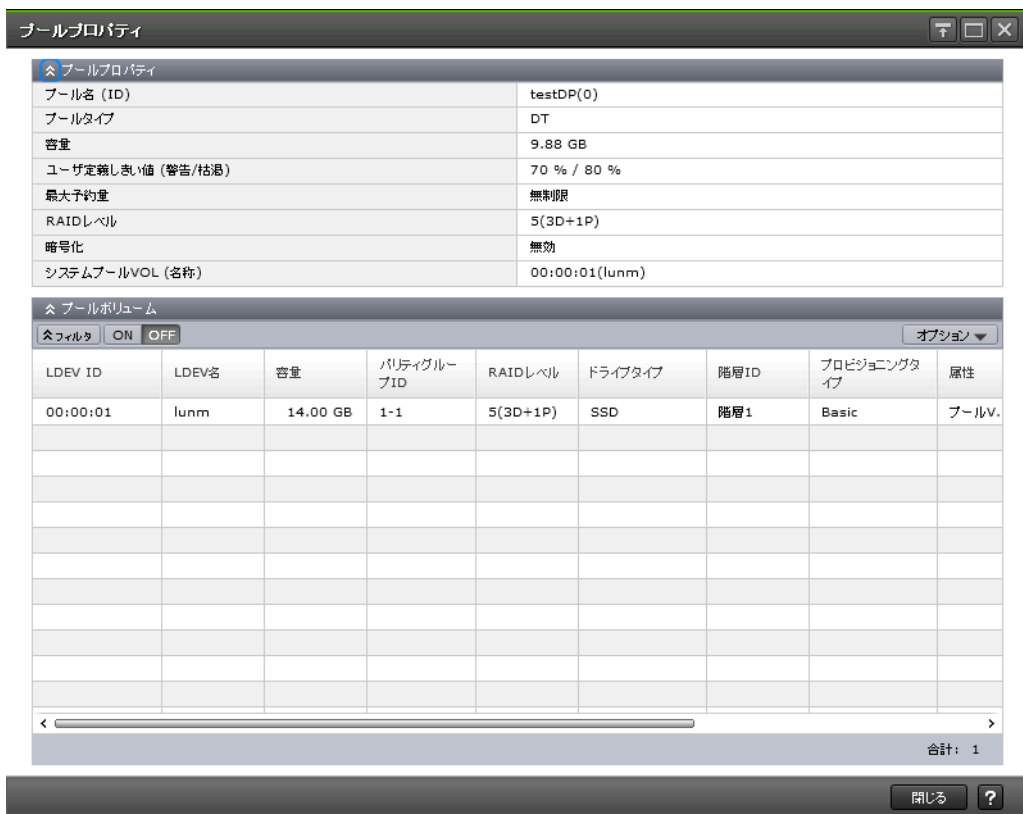 プールプロパティ
プールプロパティ
プール名 (ID) testDP(0)
プールタイプ DT
容量 9.88 GB
ユーザ定義しきい値 (警告/枯渇) 70 % / 80 %
最大予約量 無制限
RAIDレベル 5(3D+1P)
暗号化 無効
システムプールVOL (名称) 00:00:01(lunm)
プールボリューム
フィルタ ON OFF オプション
LDEV ID LDEV名 容量 パリティグルー RAIDレベル ドライブタイプ 階層ID プロビジョニングタ 属性
プID イプ
00:00:01 lunm 14.00 GB 1-1 5(3D+1P) SSD 階層1 Basic プールV.
合計: 1
閉じる ?